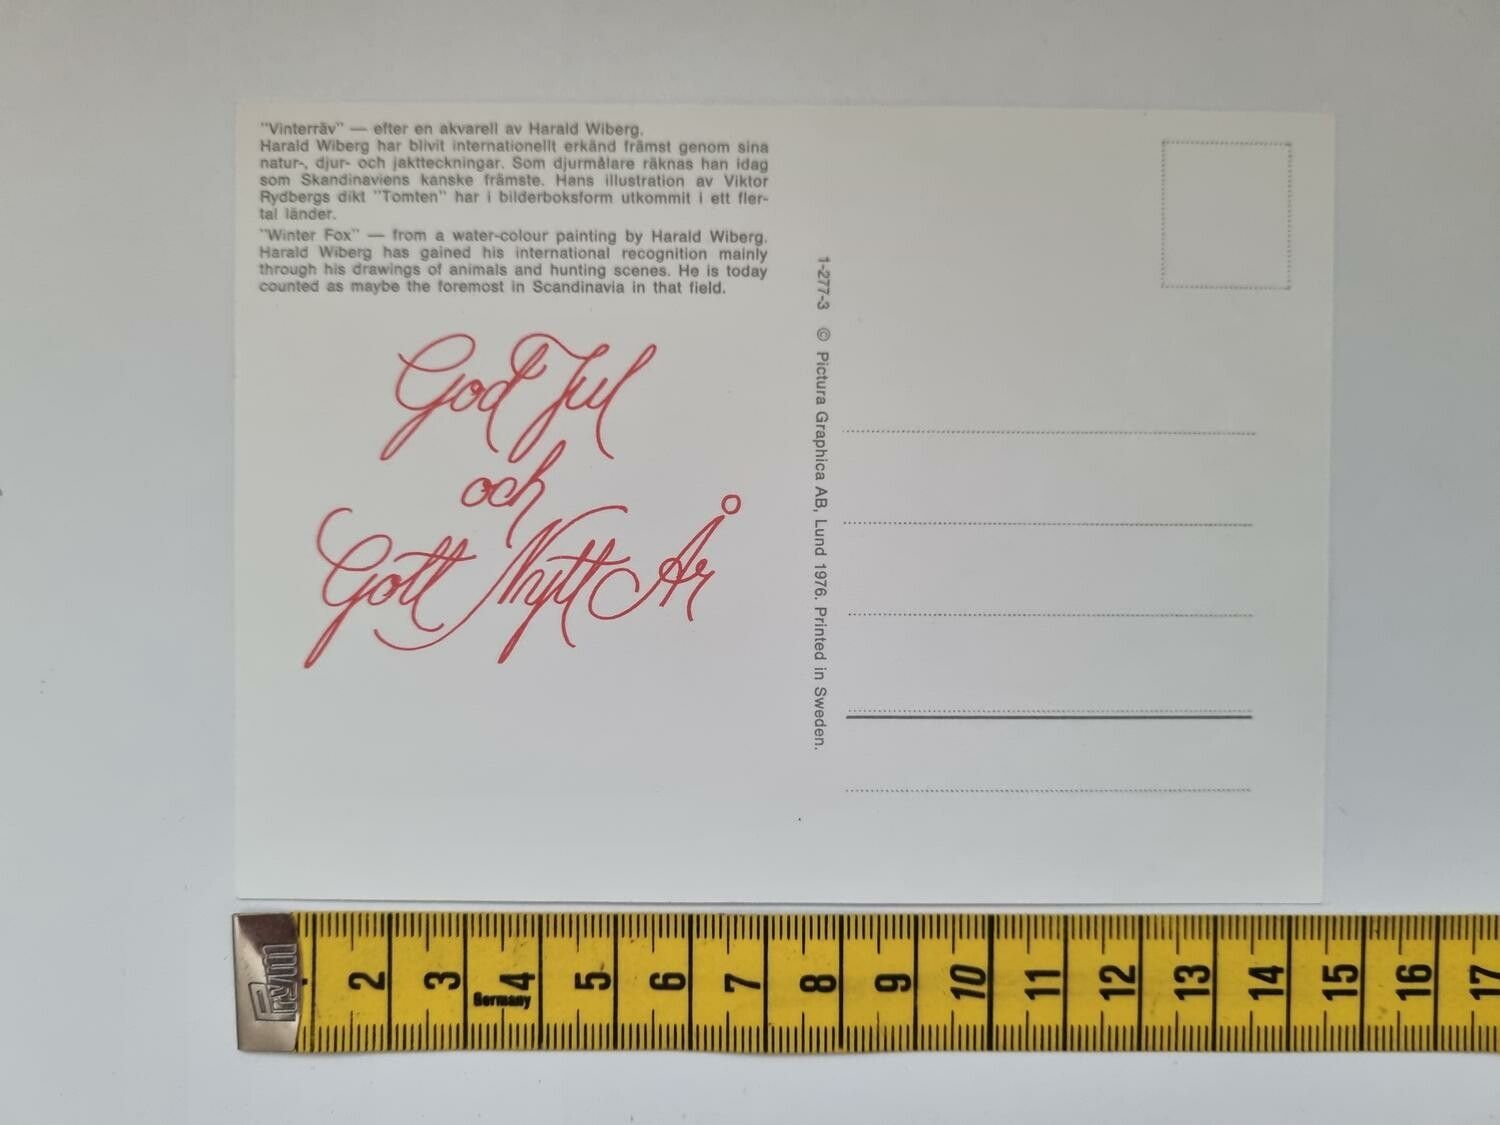 "Vinterräv" — efter en akvarell av Harald Wiberg.
Harald Wiberg har blivit internationellt erkänd främst genom sina
natur-, djur- och jaktteckningar. Som djurmålare räknas han idag
som Skandinaviens kanske främste. Hans illustration av Viktor
Rydbergs dikt "Tomten" har i bilderboksform utkommit i ett fler-
tal länder.
"Winter Fox" — from a water-colour painting by Harald Wiberg.
Harald Wiberg has gained his international recognition mainly
through his drawings of animals and hunting scenes. He is today
counted as maybe the foremost in Scandinavia in that field.
God Jul
och
Gott Nytt År
1-277-3 © Pictura Graphica AB, Lund 1976. Printed in Sweden.
Prym
2 3 4 5 6 7 8 9 10 11 12 13 14 15 16 17
Germany